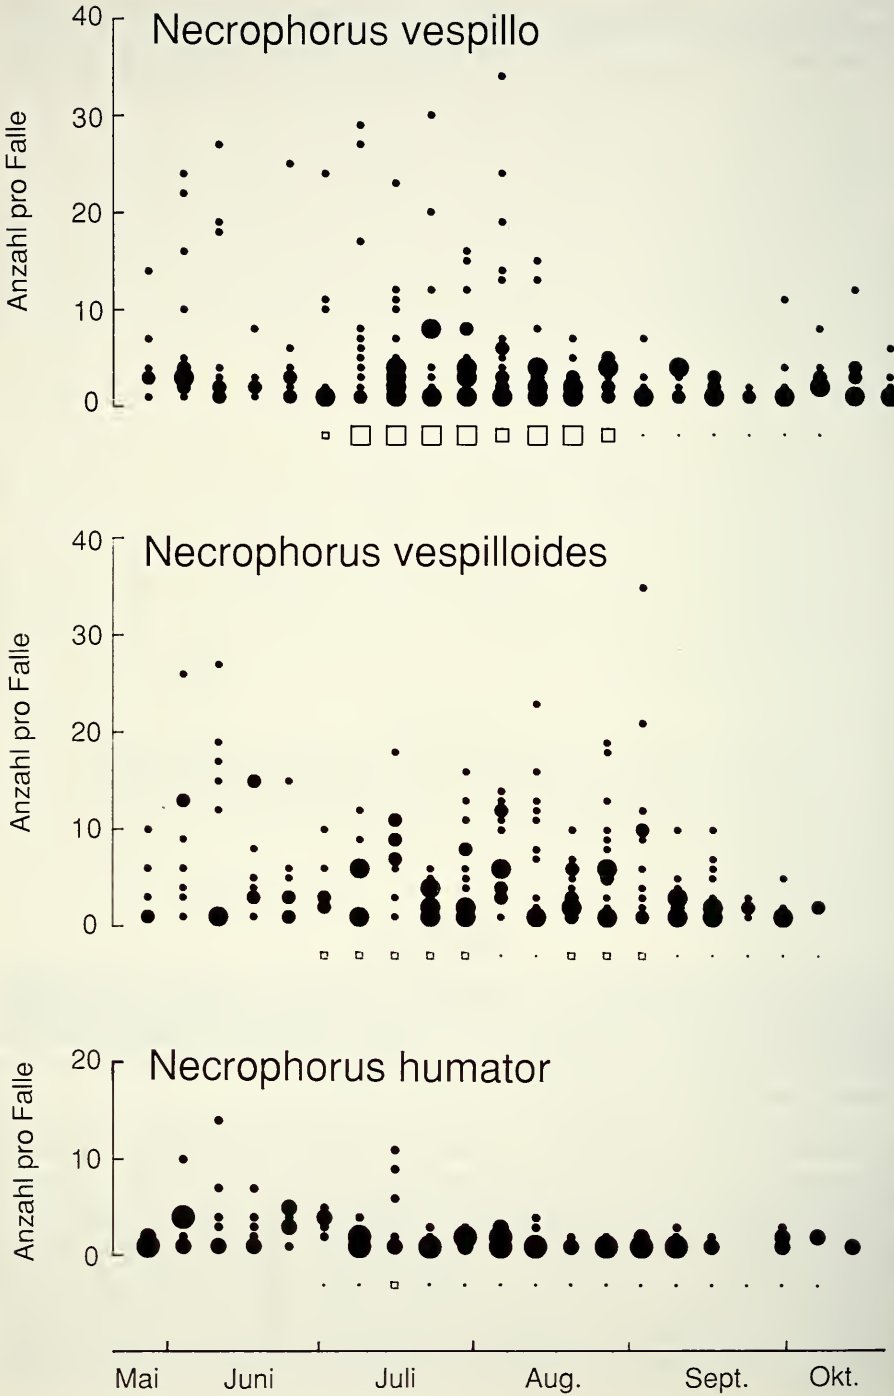 Necrophorus vespillo
Anzahl pro Falle
40
30
20
10
0
Necrophorus vespilloides
Anzahl pro Falle
40
30
20
10
0
Necrophorus humator
Anzahl pro Falle
20
10
0
Mai Juni Juli Aug. Sept. Okt.